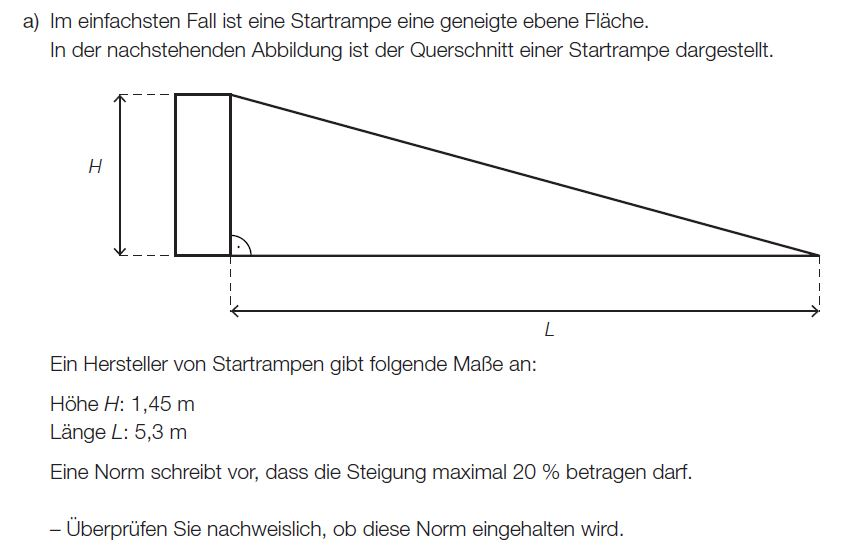 a) Im einfachsten Fall ist eine Startrampe eine geneigte ebene Fläche.
In der nachstehenden Abbildung ist der Querschnitt einer Startrampe dargestellt.
H
L
Ein Hersteller von Startrampen gibt folgende Maße an:
Höhe H: 1,45 m
Länge L: 5,3 m
Eine Norm schreibt vor, dass die Steigung maximal 20 % betragen darf.
– Überprüfen Sie nachweislich, ob diese Norm eingehalten wird.